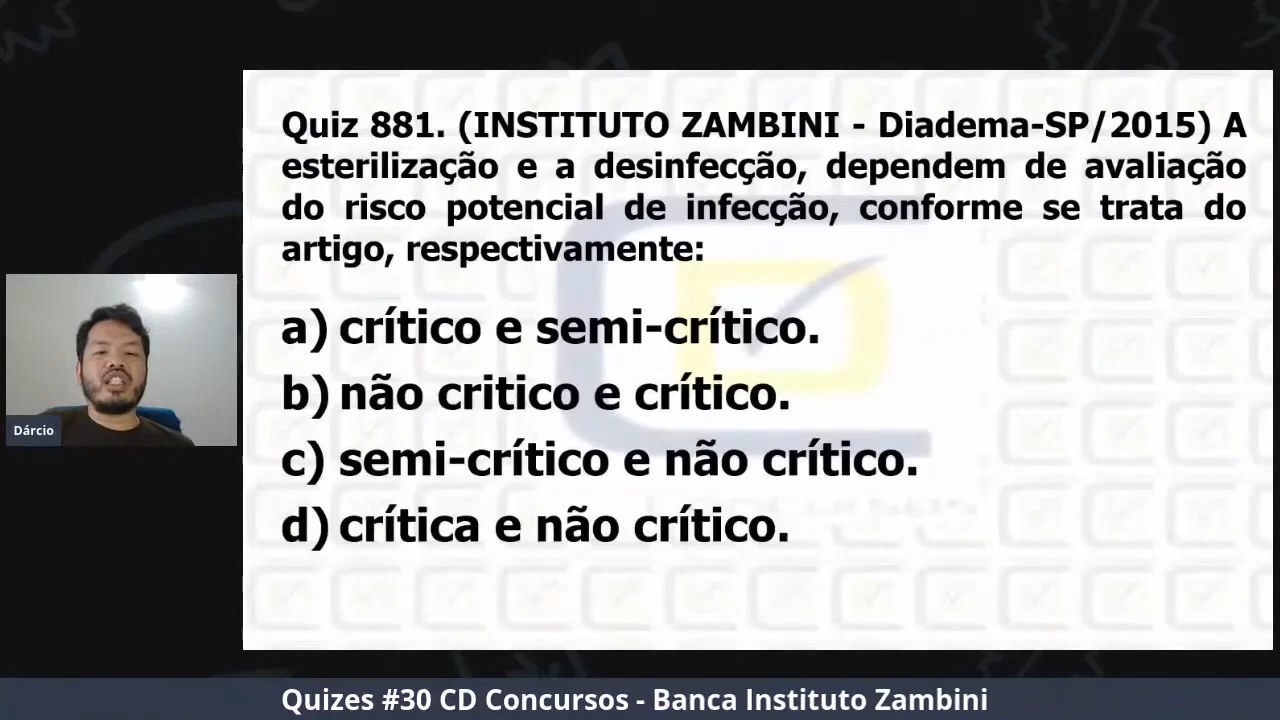 Quiz 881. (INSTITUTO ZAMBINI - Diadema-SP/2015) A
esterilização e a desinfecção, dependem de avaliação
do risco potencial de infecção, conforme se trata do
artigo, respectivamente:
a) crítico e semi-crítico.
b) não critico e crítico.
c) semi-crítico e não crítico.
d) crítica e não crítico.
Dárcio
Quizes #30 CD Concursos - Banca Instituto Zambini